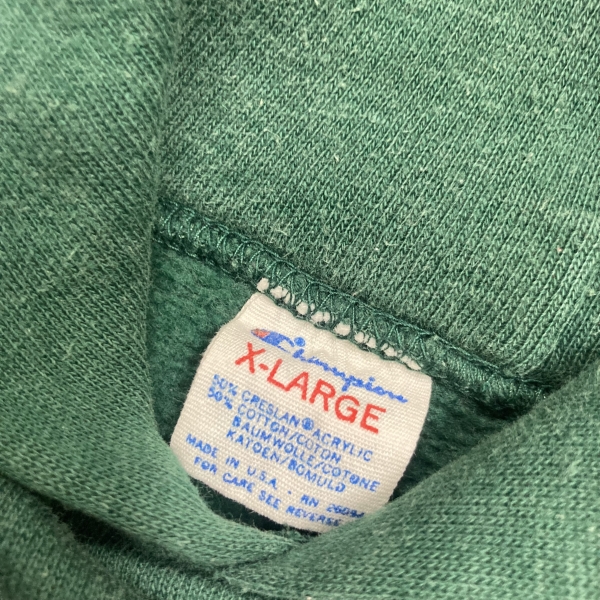 Champion
X-LARGE
50% CRESLAN® ACRYLIC
50% COTTON/COTON
BAUMWOLLE/COTONE
KATOEN/BOMULD
MADE IN U.S.A. • RN 26094
FOR CARE SEE REVERSE